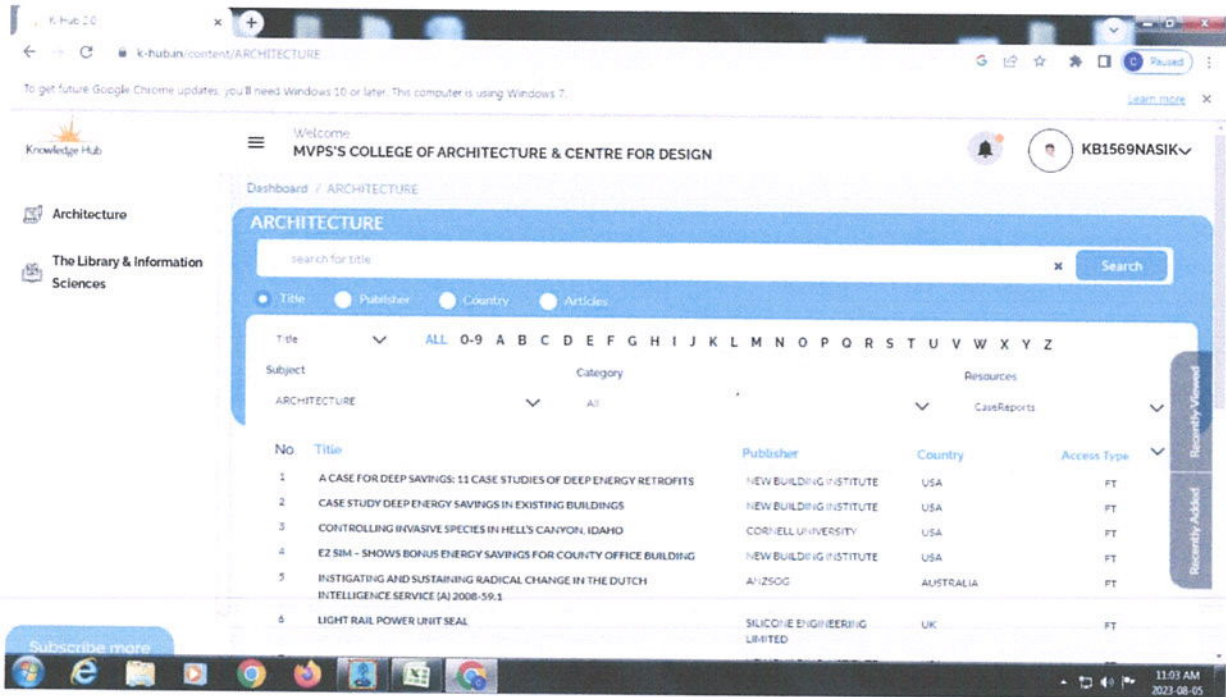 K-Hub 2.0
k-hub.in/content/ARCHITECTURE
Paused
To get future Google Chrome updates, you'll need Windows 10 or later. This computer is using Windows 7.
Learn more
Knowledge Hub
Welcome
MVPS'S COLLEGE OF ARCHITECTURE & CENTRE FOR DESIGN
KB1569NASIK
Dashboard / ARCHITECTURE
Architecture
The Library & Information
Sciences
ARCHITECTURE
search for title
Search
Title Publisher Country Articles
Title ALL 0-9 A B C D E F G H I J K L M N O P Q R S T U V W X Y Z
Subject Category Resources
ARCHITECTURE All CaseReports
Recently Viewed
Recently Added
No Title Publisher Country Access Type
1 A CASE FOR DEEP SAVINGS: 11 CASE STUDIES OF DEEP ENERGY RETROFITS NEW BUILDING INSTITUTE USA FT
2 CASE STUDY DEEP ENERGY SAVINGS IN EXISTING BUILDINGS NEW BUILDING INSTITUTE USA FT
3 CONTROLLING INVASIVE SPECIES IN HELL'S CANYON, IDAHO CORNELL UNIVERSITY USA FT
4 EZ SIM – SHOWS BONUS ENERGY SAVINGS FOR COUNTY OFFICE BUILDING NEW BUILDING INSTITUTE USA FT
5 INSTIGATING AND SUSTAINING RADICAL CHANGE IN THE DUTCH ANZSOG AUSTRALIA FT
INTELLIGENCE SERVICE (A) 2008-59.1
6 LIGHT RAIL POWER UNIT SEAL SILICONE ENGINEERING UK FT
LIMITED
Subscribe more
11:03 AM
2023-08-05